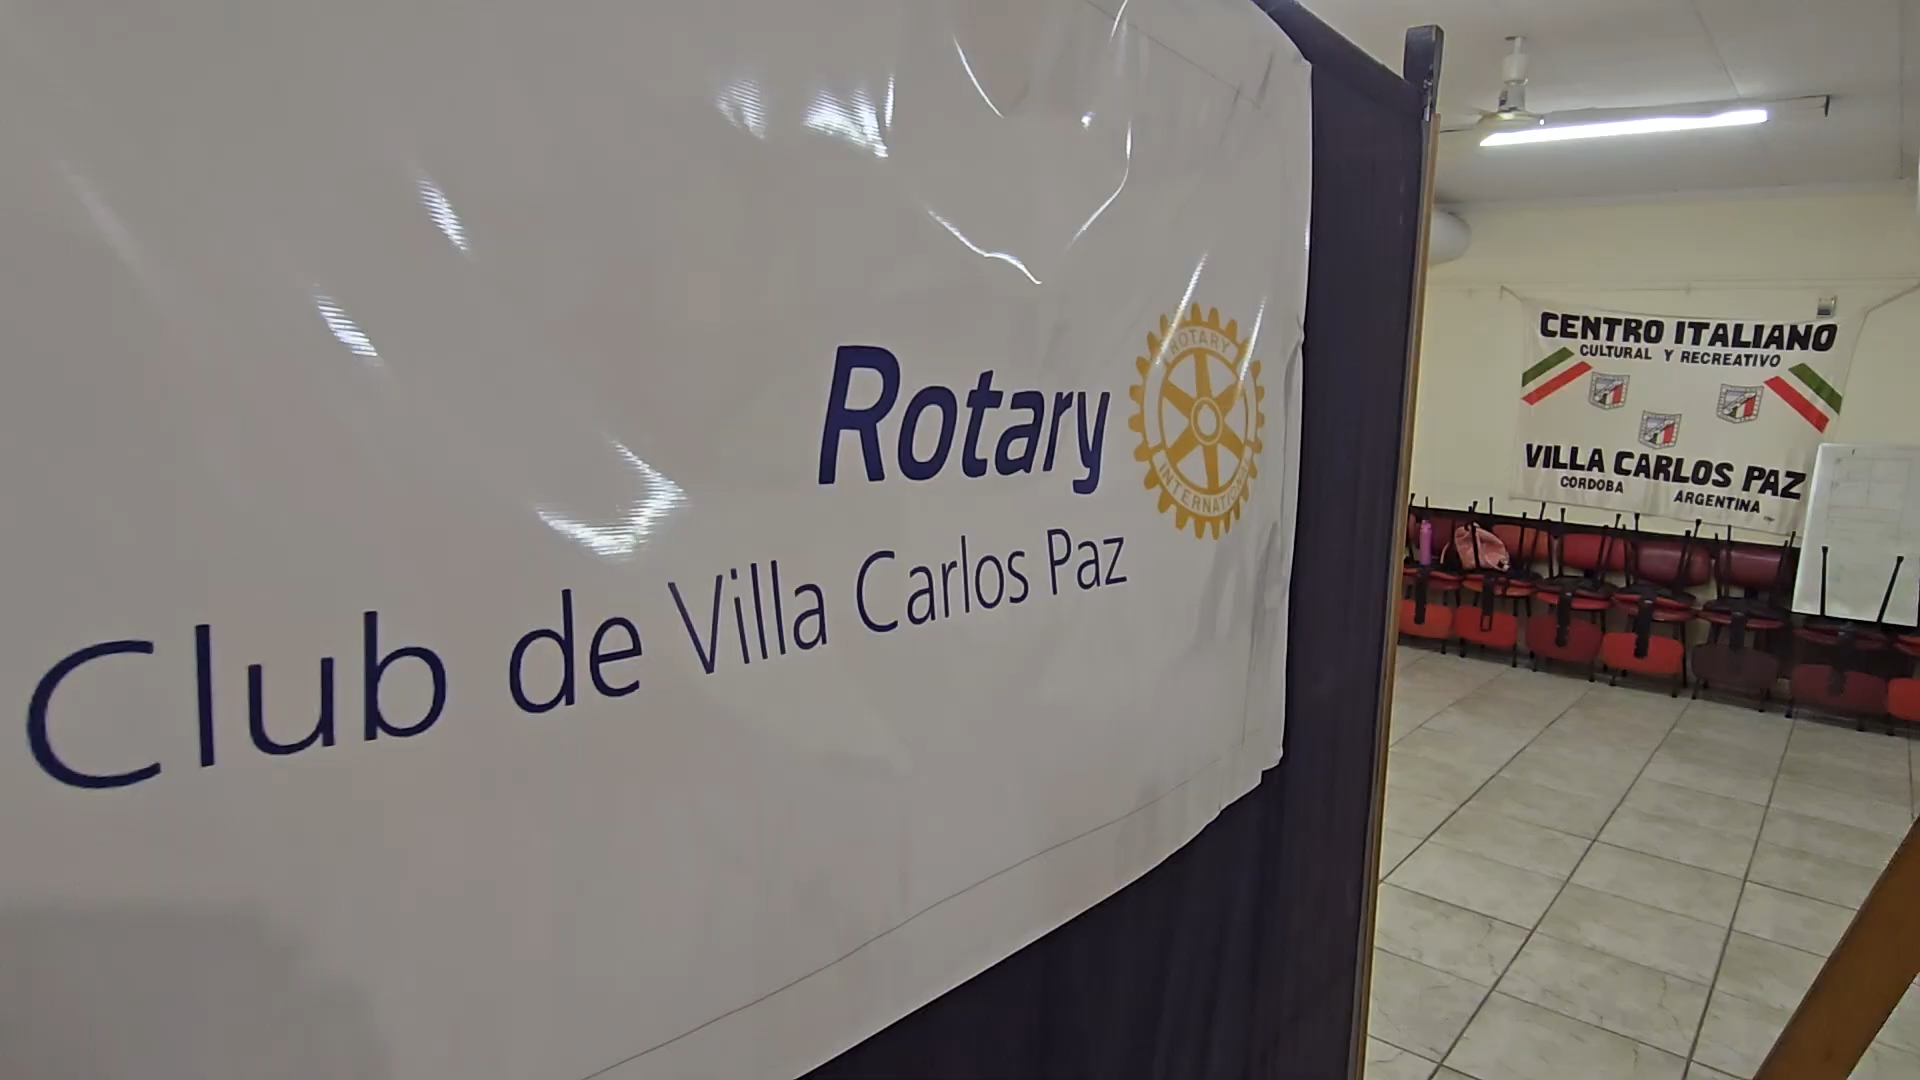 Rotary
ROTARY
INTERNATIONAL
Club de Villa Carlos Paz
CENTRO ITALIANO
CULTURAL Y RECREATIVO
VILLA CARLOS PAZ
CORDOBA ARGENTINA